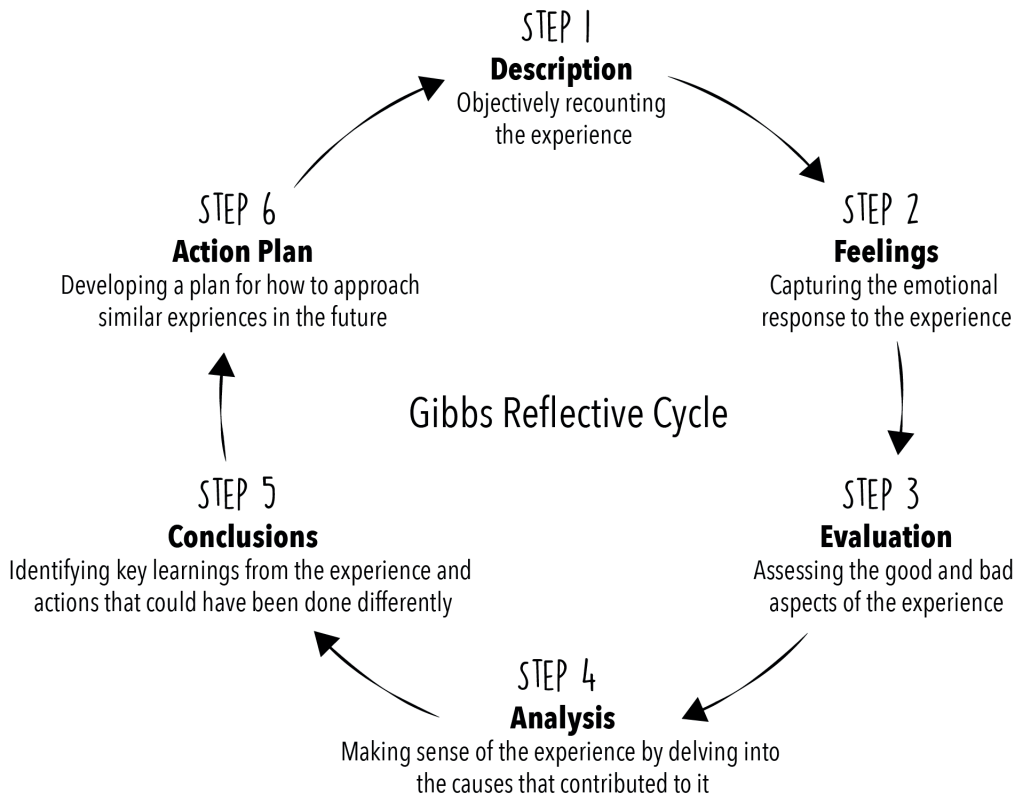 STEP 1
Description
Objectively recounting
the experience
STEP 2
Feelings
Capturing the emotional
response to the experience
STEP 3
Evaluation
Assessing the good and bad
aspects of the experience
STEP 4
Analysis
Making sense of the experience by delving into
the causes that contributed to it
STEP 5
Conclusions
Identifying key learnings from the experience and
actions that could have been done differently
STEP 6
Action Plan
Developing a plan for how to approach
similar expriences in the future
Gibbs Reflective Cycle